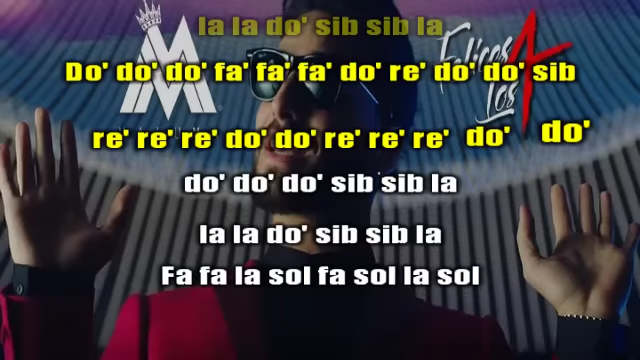 la la do' sib sib la
Felices Los 4
Do' do' do' fa' fa' fa' do' re' do' do' sib
re' re' re' do' do' re' re' re' do' do'
do' do' do' sib sib la
la la do' sib sib la
Fa fa la sol fa sol la sol